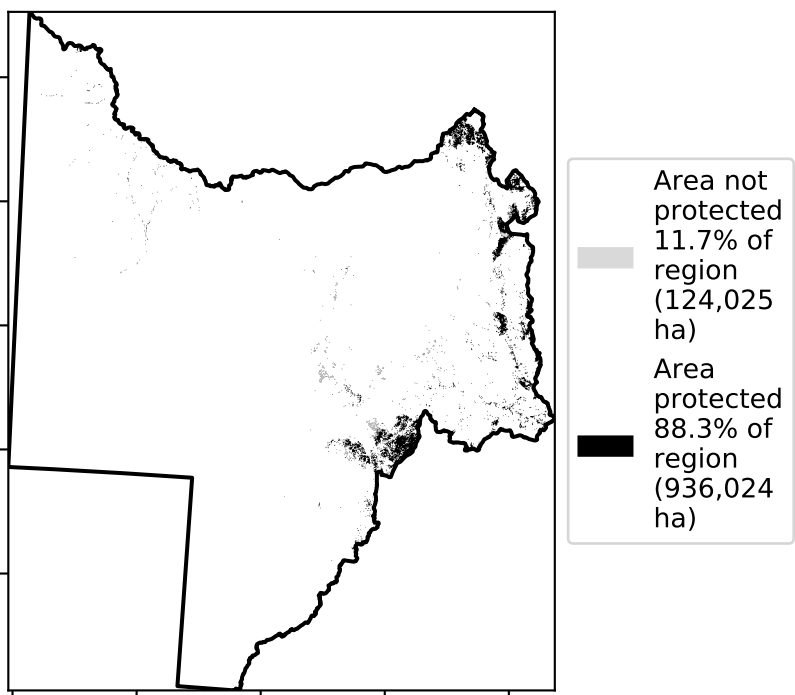 Area not
protected
11.7% of
region
(124,025
ha)
Area
protected
88.3% of
region
(936,024
ha)